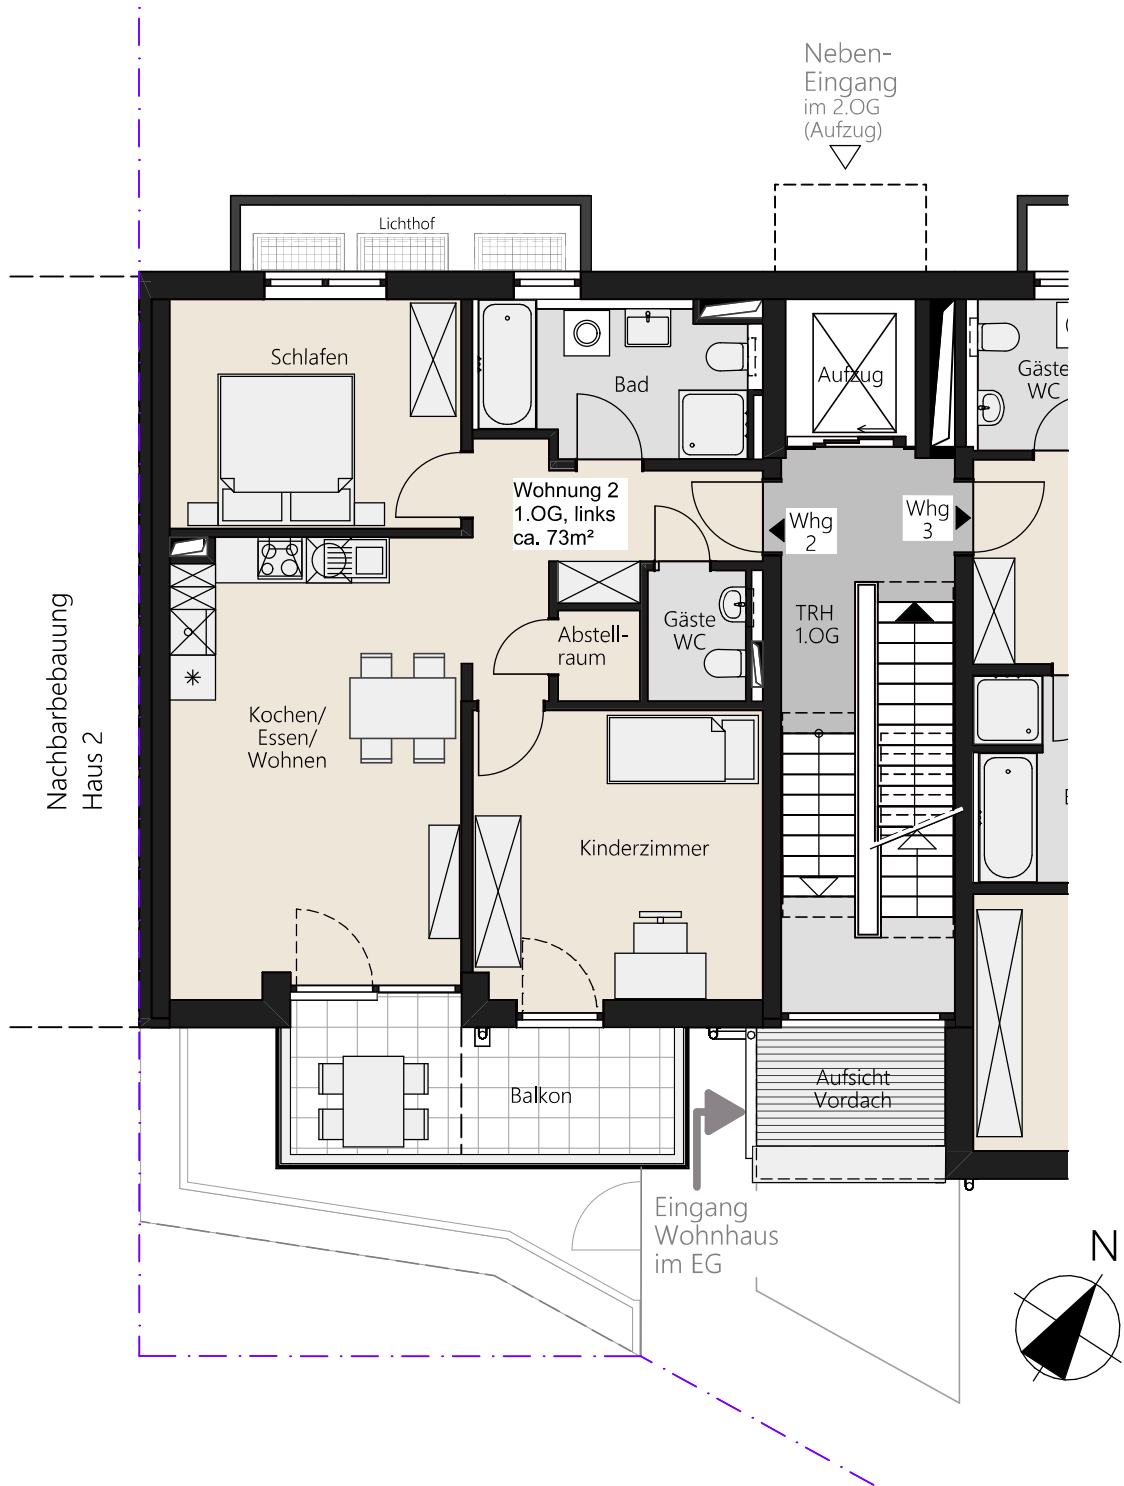 Neben-
Eingang
im 2.OG
(Aufzug)
Lichthof
Schlafen
Bad
Aufzug
Gäste
WC
Wohnung 2
1.OG, links
ca. 73m²
Whg
2
Whg
3
Nachbarbebauung
Haus 2
Abstell-
raum
Gäste
WC
TRH
1.OG
Kochen/
Essen/
Wohnen
Kinderzimmer
Balkon
Aufsicht
Vordach
Eingang
Wohnhaus
im EG
N